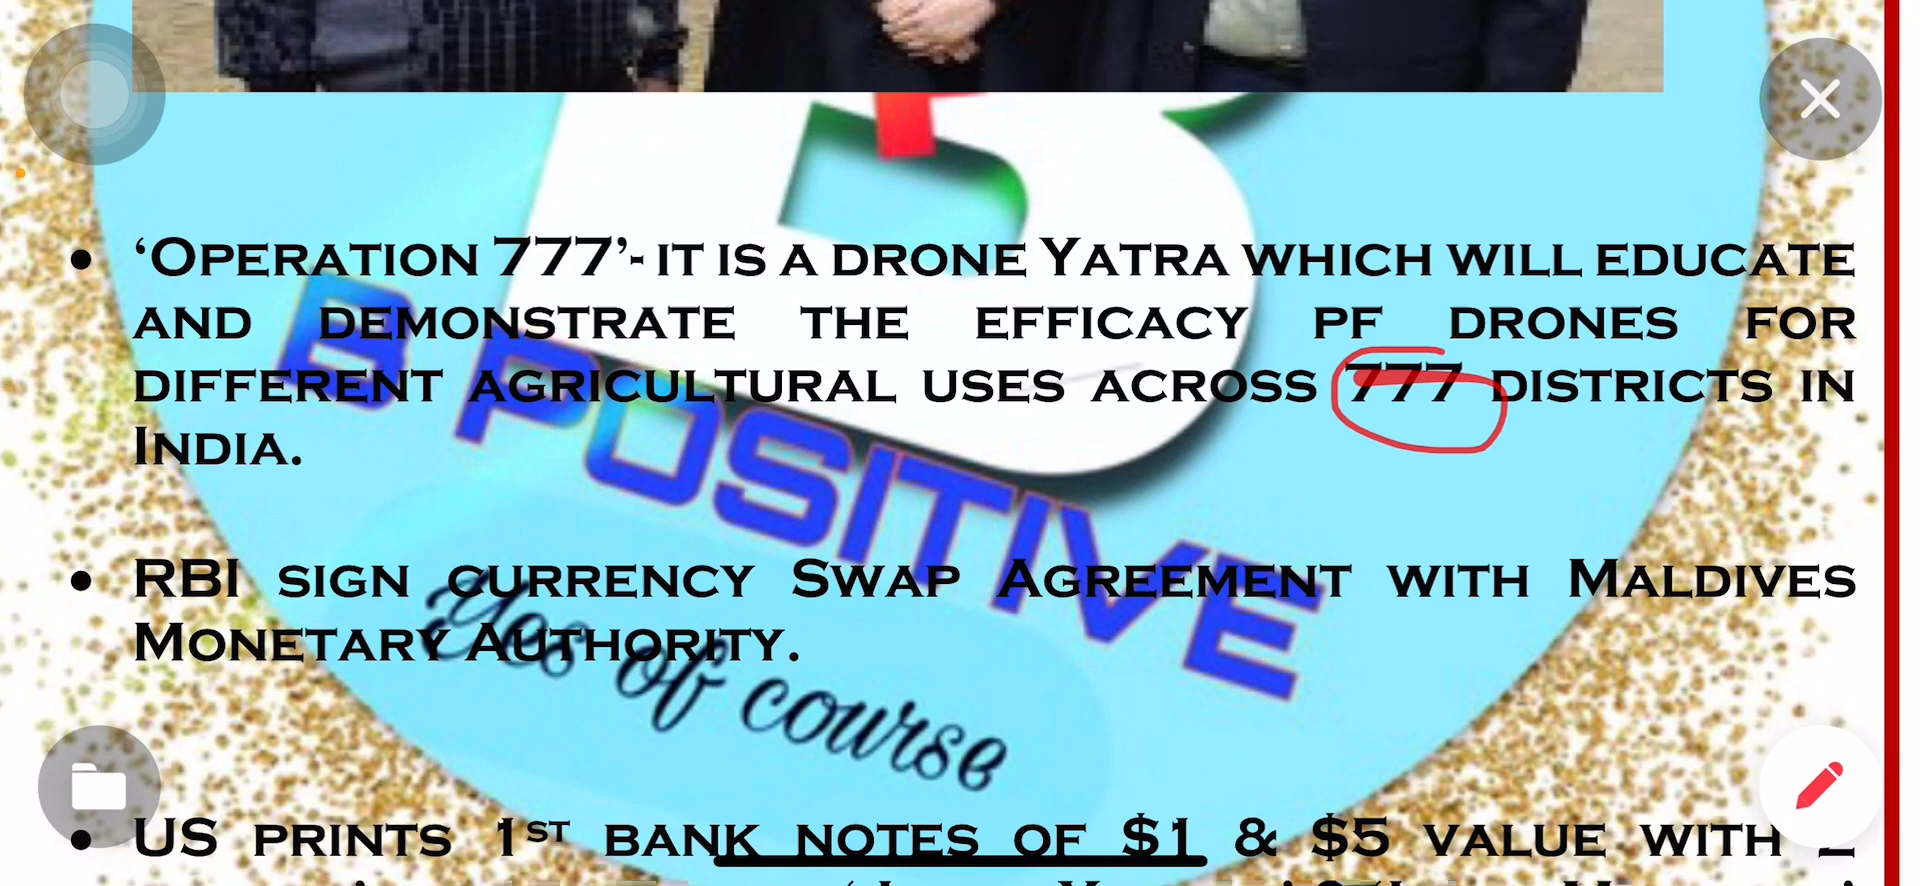 • ‘Operation 777’- it is a drone Yatra which will educate
and demonstrate the efficacy pf drones for
different agricultural uses across 777 districts in
India.
B POSITIVE
• RBI sign currency Swap Agreement with Maldives
Monetary Authority.
Yes of course
• US prints 1st bank notes of $1 & $5 value with